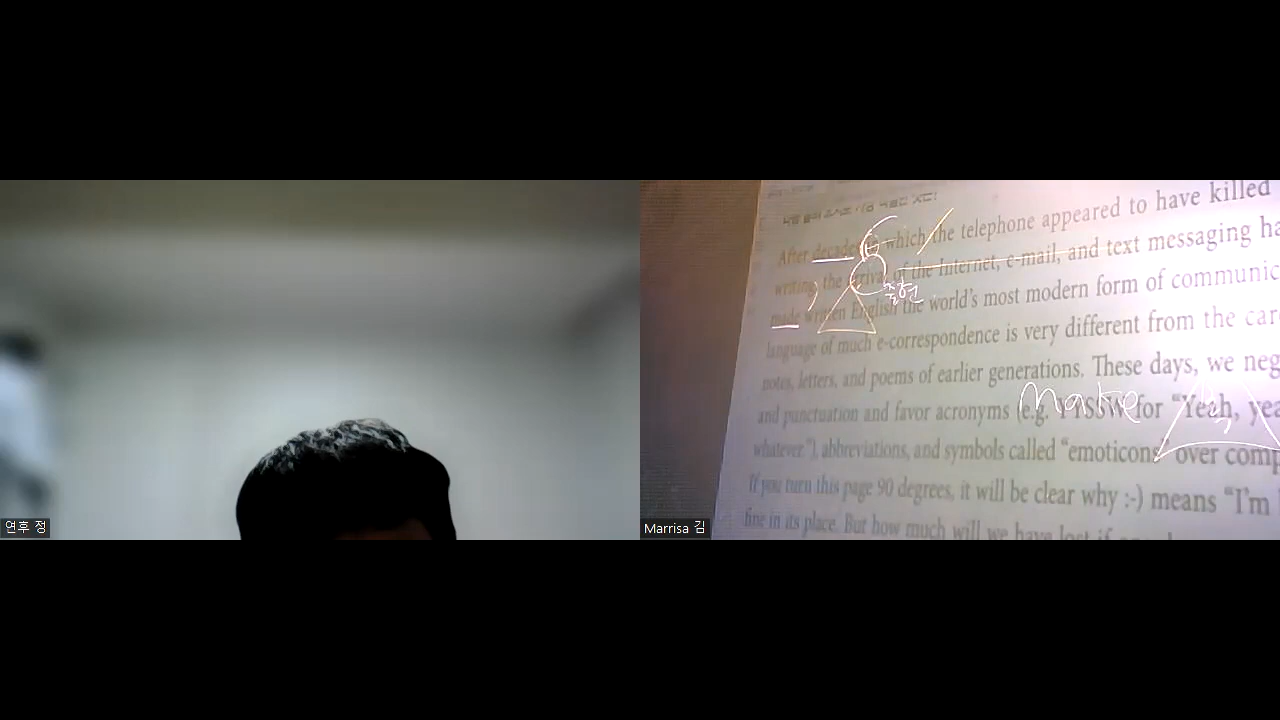 After decades in which the telephone appeared to have killed
writing, the arrival of the Internet, e-mail, and text messaging ha
made written English the world's most modern form of communic
language of much e-correspondence is very different from the car
notes, letters, and poems of earlier generations. These days, we neg
and punctuation and favor acronyms (e.g. YYSSW for "Yeah, yea
whatever."), abbreviations, and symbols called "emoticons" over comp
If you turn this page 90 degrees, it will be clear why :-) means "I'm
fine in its place. But how much will we have lost if
출현
make
연후 정
Marrisa 김